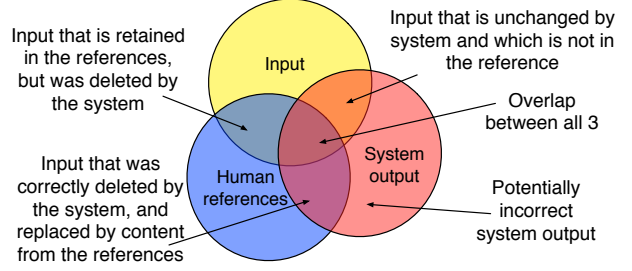 Input that is retained
in the references,
but was deleted by
the system
Input
Input that is unchanged by
system and which is not in
the reference
Overlap
between all 3
Input that was
correctly deleted by
the system, and
replaced by content
from the references
Human
references
System
output
Potentially
incorrect
system output